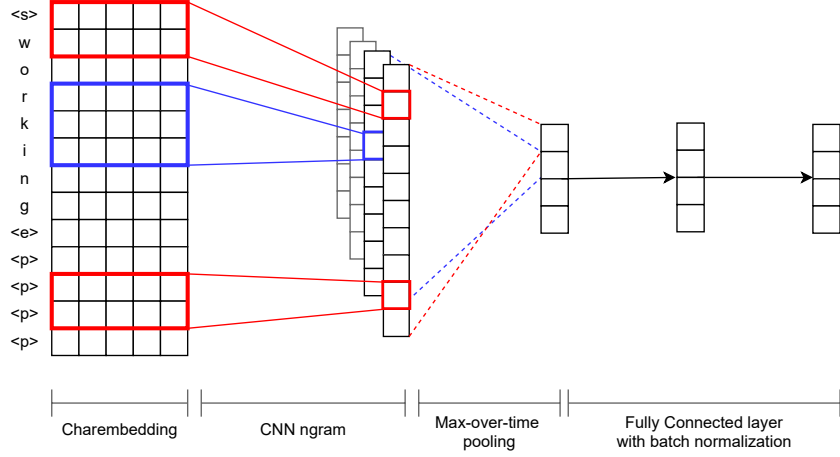 <s>
w
o
r
k
i
n
g
<e>
<p>
<p>
<p>
<p>
Charembedding
CNN ngram
Max-over-time
pooling
Fully Connected layer
with batch normalization